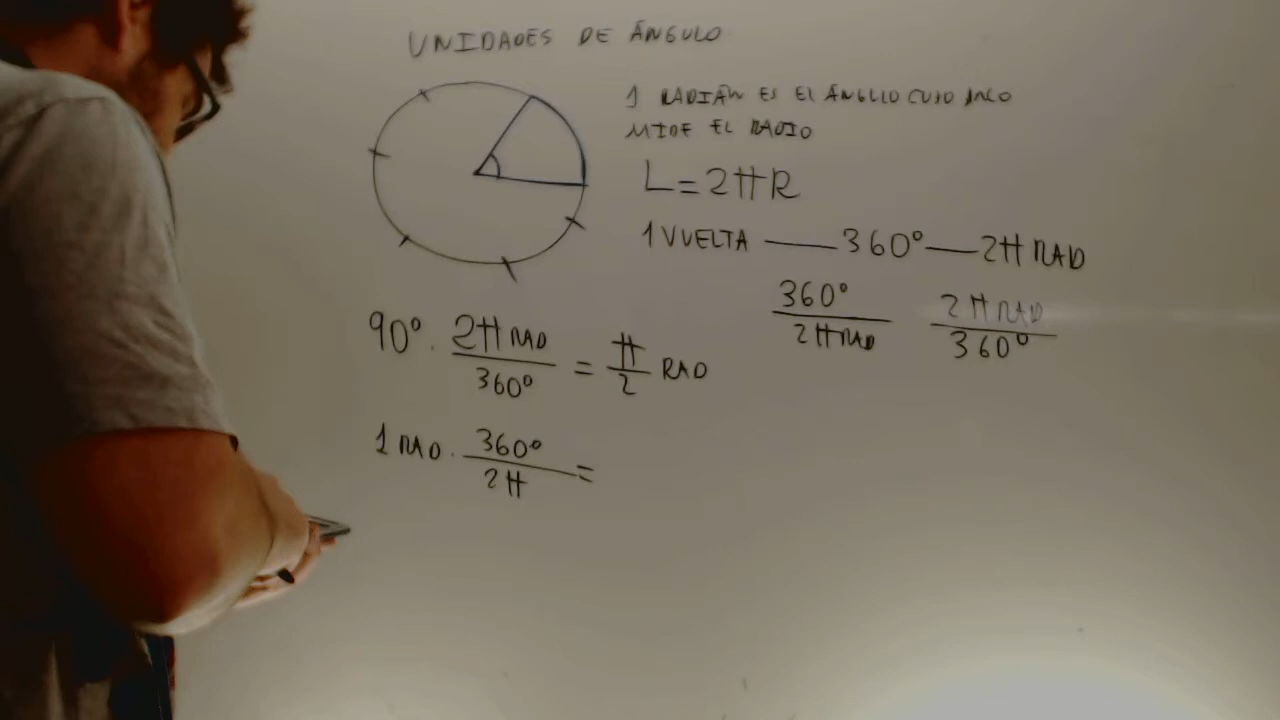 UNIDADES DE ÁNGULO
1 RADIÁN ES EL ÁNGULO CUYO ARCO
MIDE EL RADIO
L = 2πR
1 VUELTA — 360° — 2π RAD
360° / 2π RAD   2π RAD / 360°
90° · 2π RAD / 360° = π / 2 RAD
1 RAD · 360° / 2π =